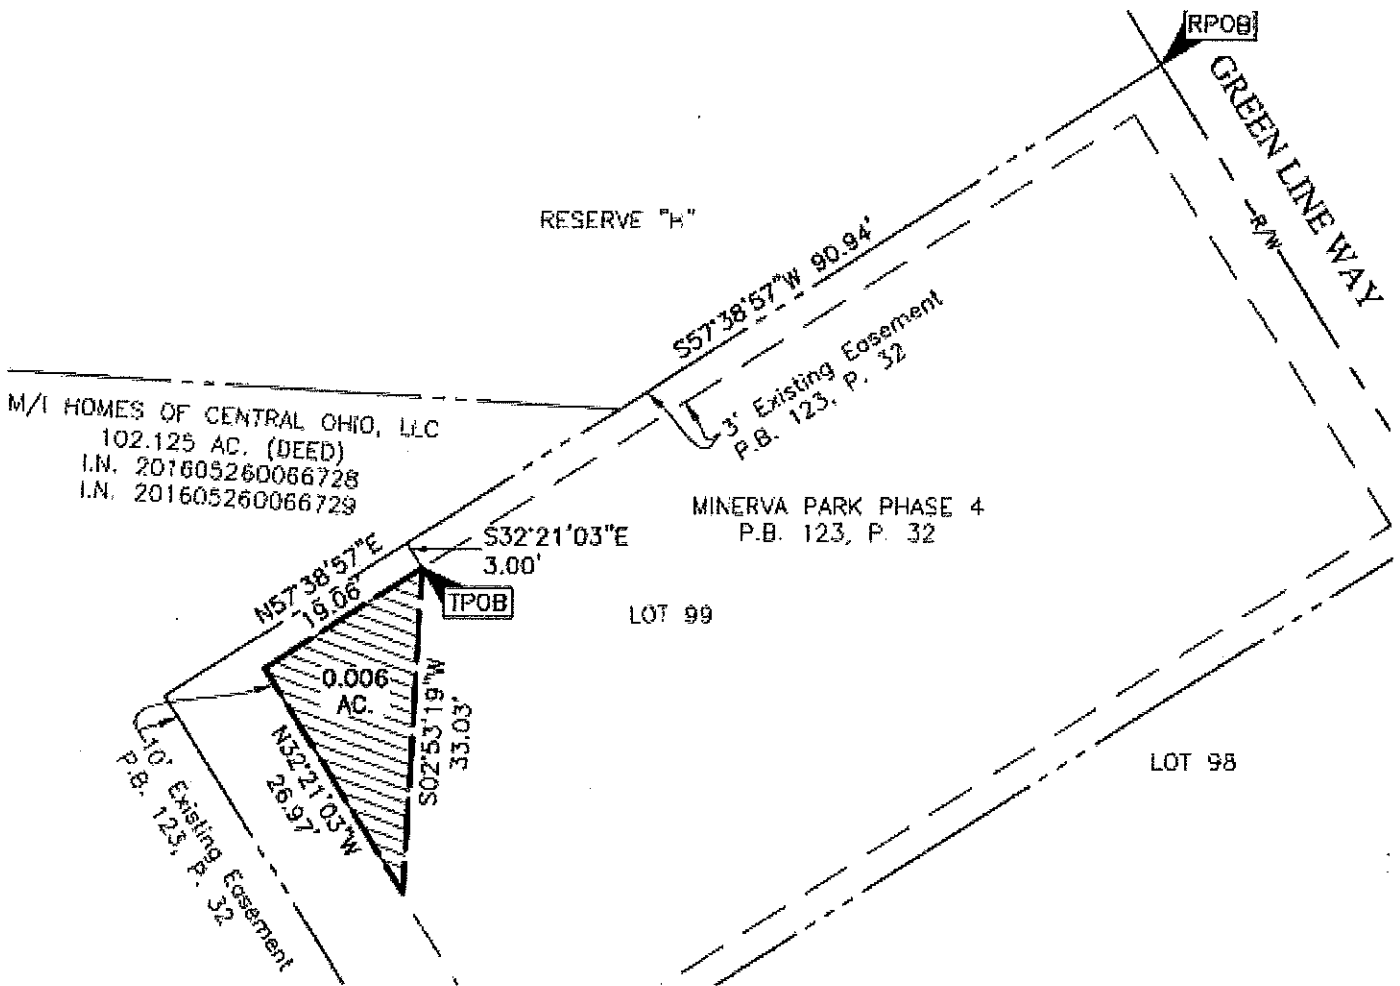 RPOB
GREEN LINE WAY
R/W
RESERVE "H"
S57°38'57"W 90.94'
3' Existing Easement
P.B. 123, P. 32
M/I HOMES OF CENTRAL OHIO, LLC
102.125 AC. (DEED)
I.N. 201605260066728
I.N. 201605260066729
MINERVA PARK PHASE 4
P.B. 123, P. 32
S32°21'03"E
3.00'
N57°38'57"E
19.06'
TPOB
LOT 99
0.006
AC.
S02°53'19"W
33.03'
N32°21'03"W
26.97'
10' Existing Easement
P.B. 123, P. 32
LOT 98